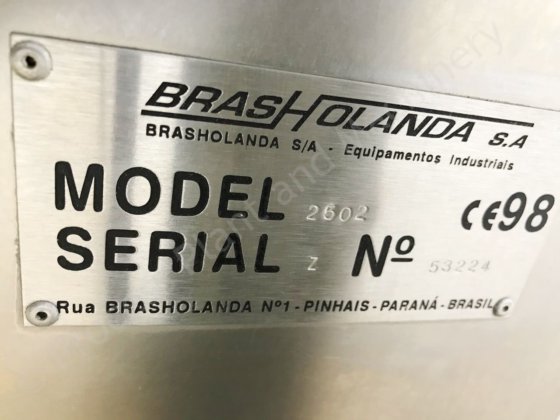 BRASHOLANDA S.A
BRASHOLANDA S/A - Equipamentos Industriais
MODEL 2602 CE98
SERIAL Z Nº 53224
Rua BRASHOLANDA Nº1 - PINHAIS - PARANÁ - BRASIL